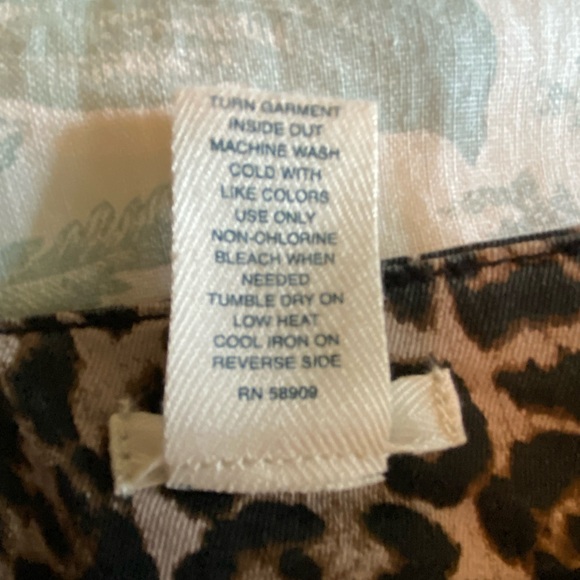 TURN GARMENT
INSIDE OUT
MACHINE WASH
COLD WITH
LIKE COLORS
USE ONLY
NON-CHLORINE
BLEACH WHEN
NEEDED
TUMBLE DRY ON
LOW HEAT
COOL IRON ON
REVERSE SIDE
RN 58909